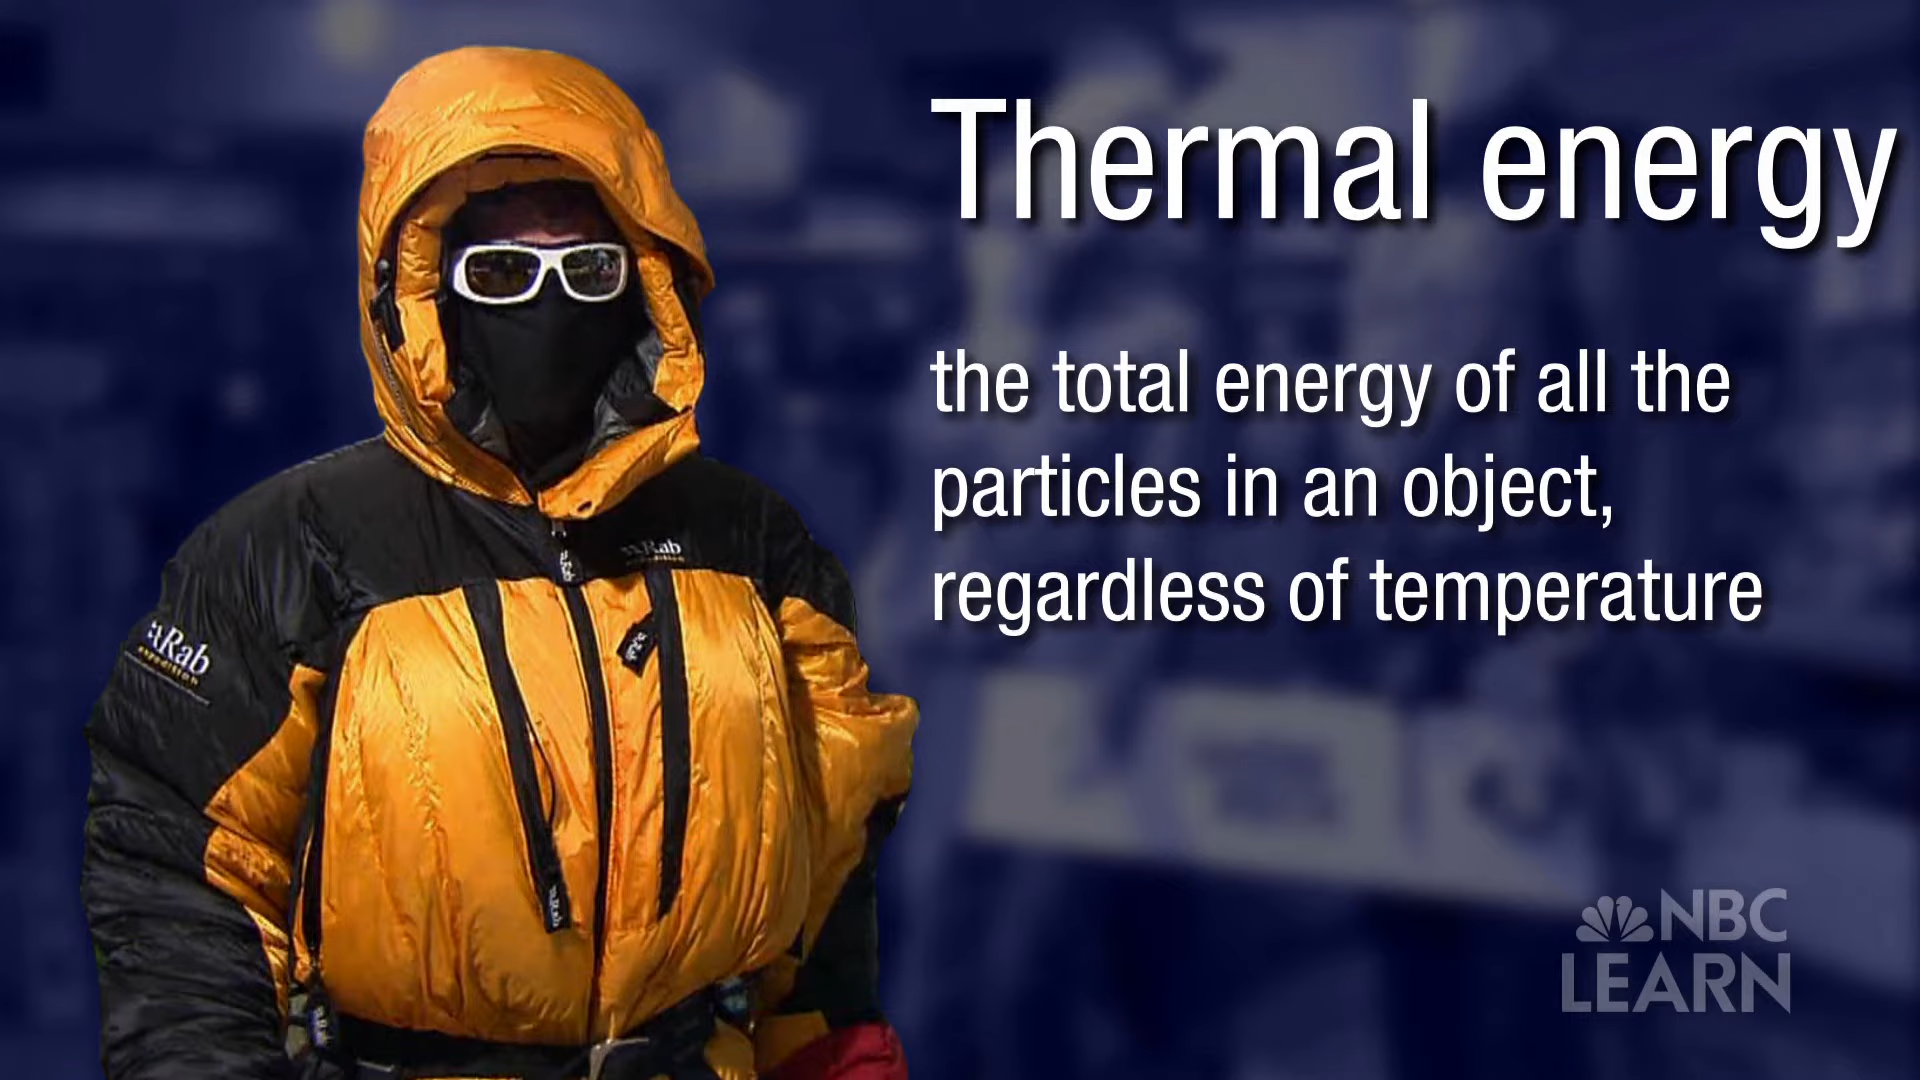 Thermal energy
the total energy of all the
particles in an object,
regardless of temperature
Rab
expedition
Rab
NBC
LEARN